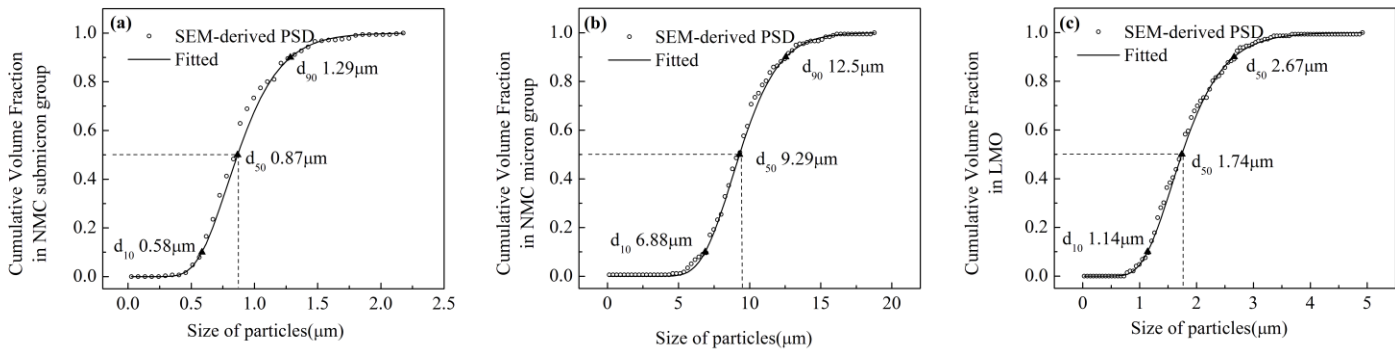 (a)
SEM-derived PSD
Fitted
d90 1.29μm
d50 0.87μm
d10 0.58μm
1.0
0.8
0.6
0.4
0.2
0.0
0.0 0.5 1.0 1.5 2.0 2.5
Size of particles(μm)
Cumulative Volume Fraction
in NMC submicron group
(b)
SEM-derived PSD
Fitted
d90 12.5μm
d50 9.29μm
d10 6.88μm
1.0
0.8
0.6
0.4
0.2
0.0
0 5 10 15 20
Size of particles(μm)
Cumulative Volume Fraction
in NMC micron group
(c)
SEM-derived PSD
Fitted
d50 2.67μm
d50 1.74μm
d10 1.14μm
1.0
0.8
0.6
0.4
0.2
0.0
0 1 2 3 4 5
Size of particles(μm)
Cumulative Volume Fraction
in LMO